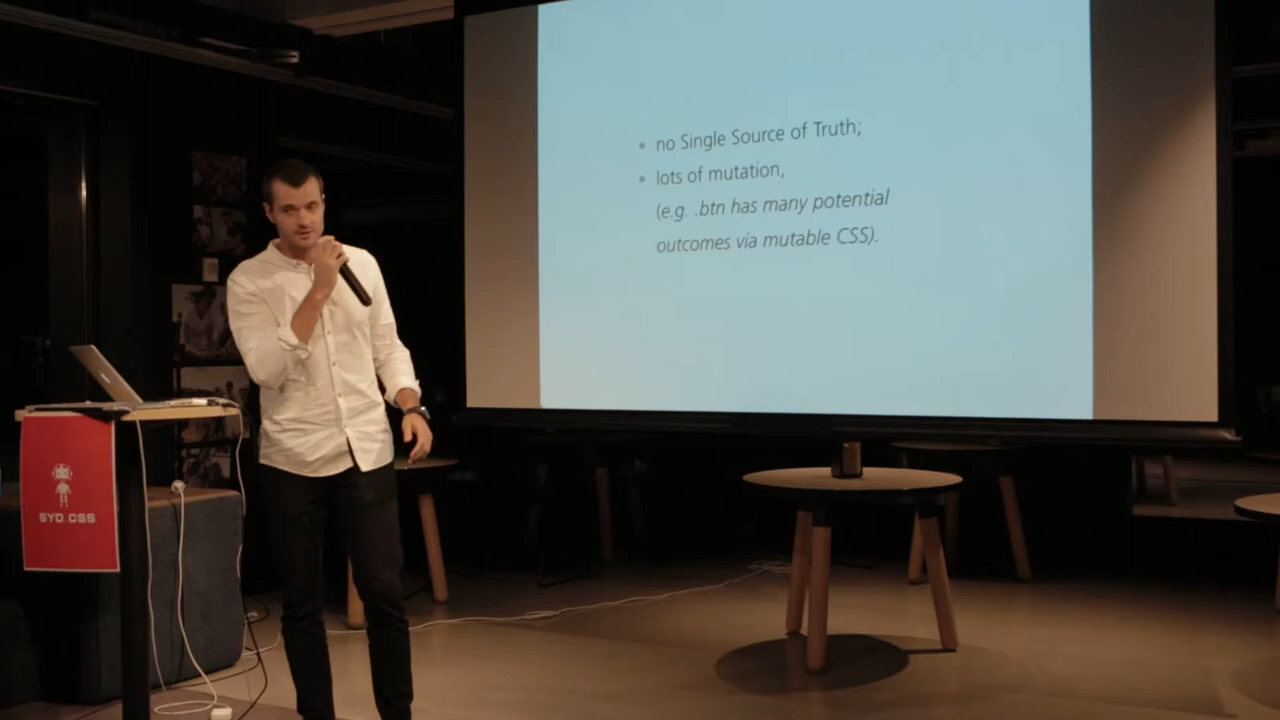 no Single Source of Truth;
lots of mutation,
(e.g. .btn has many potential
outcomes via mutable CSS).
SYD.CSS